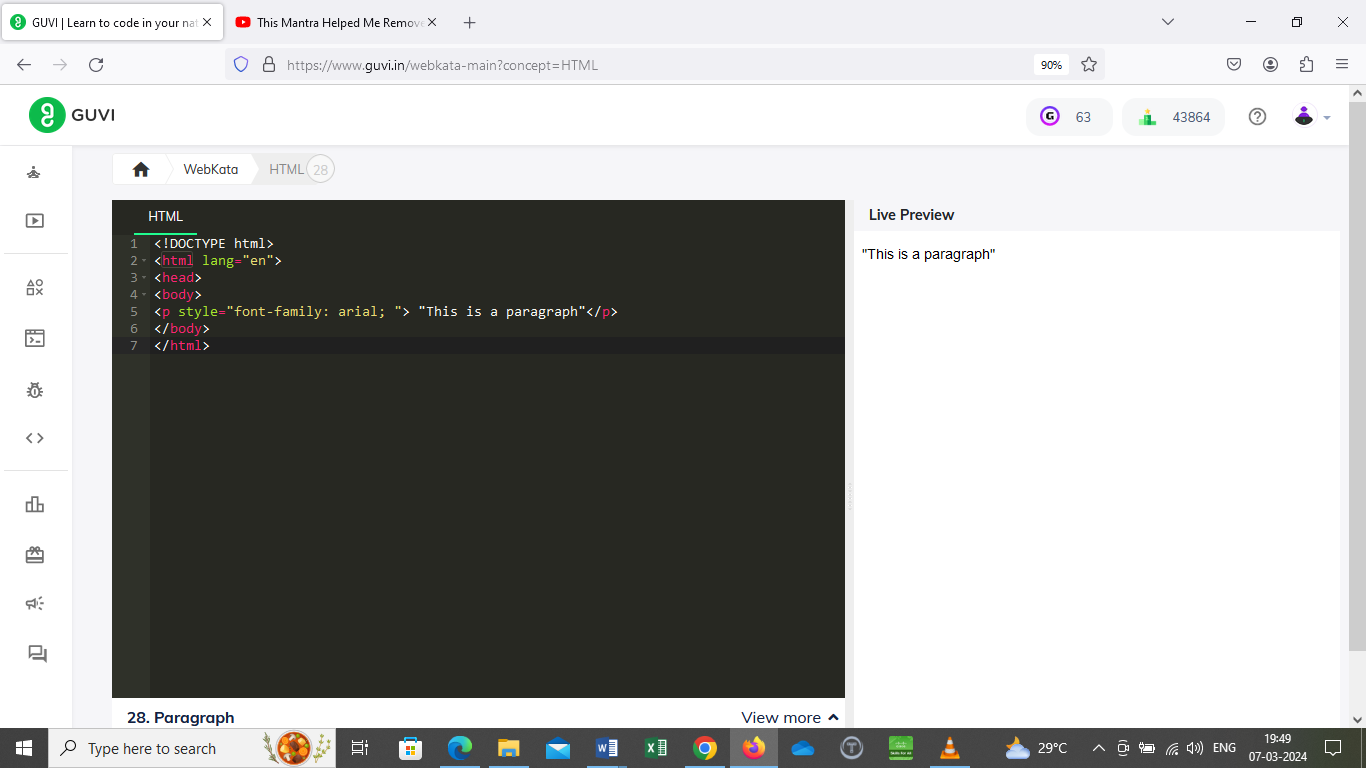 GUVI | Learn to code in your nat
This Mantra Helped Me Remove
https://www.guvi.in/webkata-main?concept=HTML
90%
GUVI
63
43864
WebKata
HTML
28
HTML
Live Preview
1 <!DOCTYPE html>
2 <html lang="en">
3 <head>
4 <body>
5 <p style="font-family: arial; "> "This is a paragraph"</p>
6 </body>
7 </html>
"This is a paragraph"
28. Paragraph
View more
Type here to search
29°C
ENG
19:49
07-03-2024